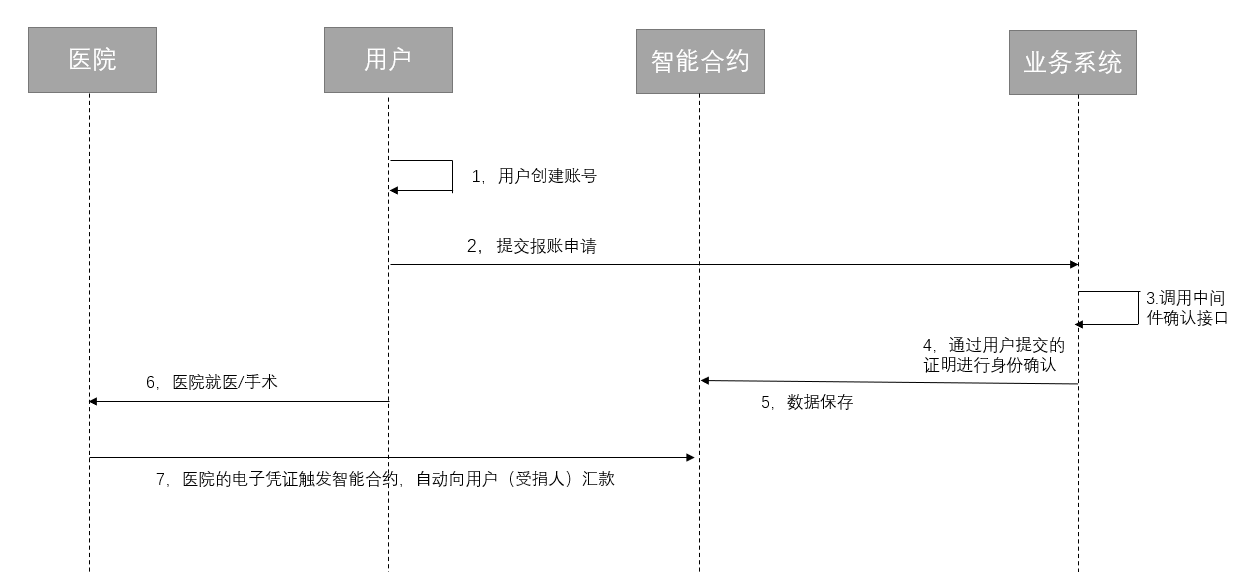 医院
用户
智能合约
业务系统
1，用户创建账号
2， 提交报账申请
3.调用中间
件确认接口
4，通过用户提交的
证明进行身份确认
6，医院就医/手术
5，数据保存
7，医院的电子凭证触发智能合约，自动向用户（受捐人）汇款